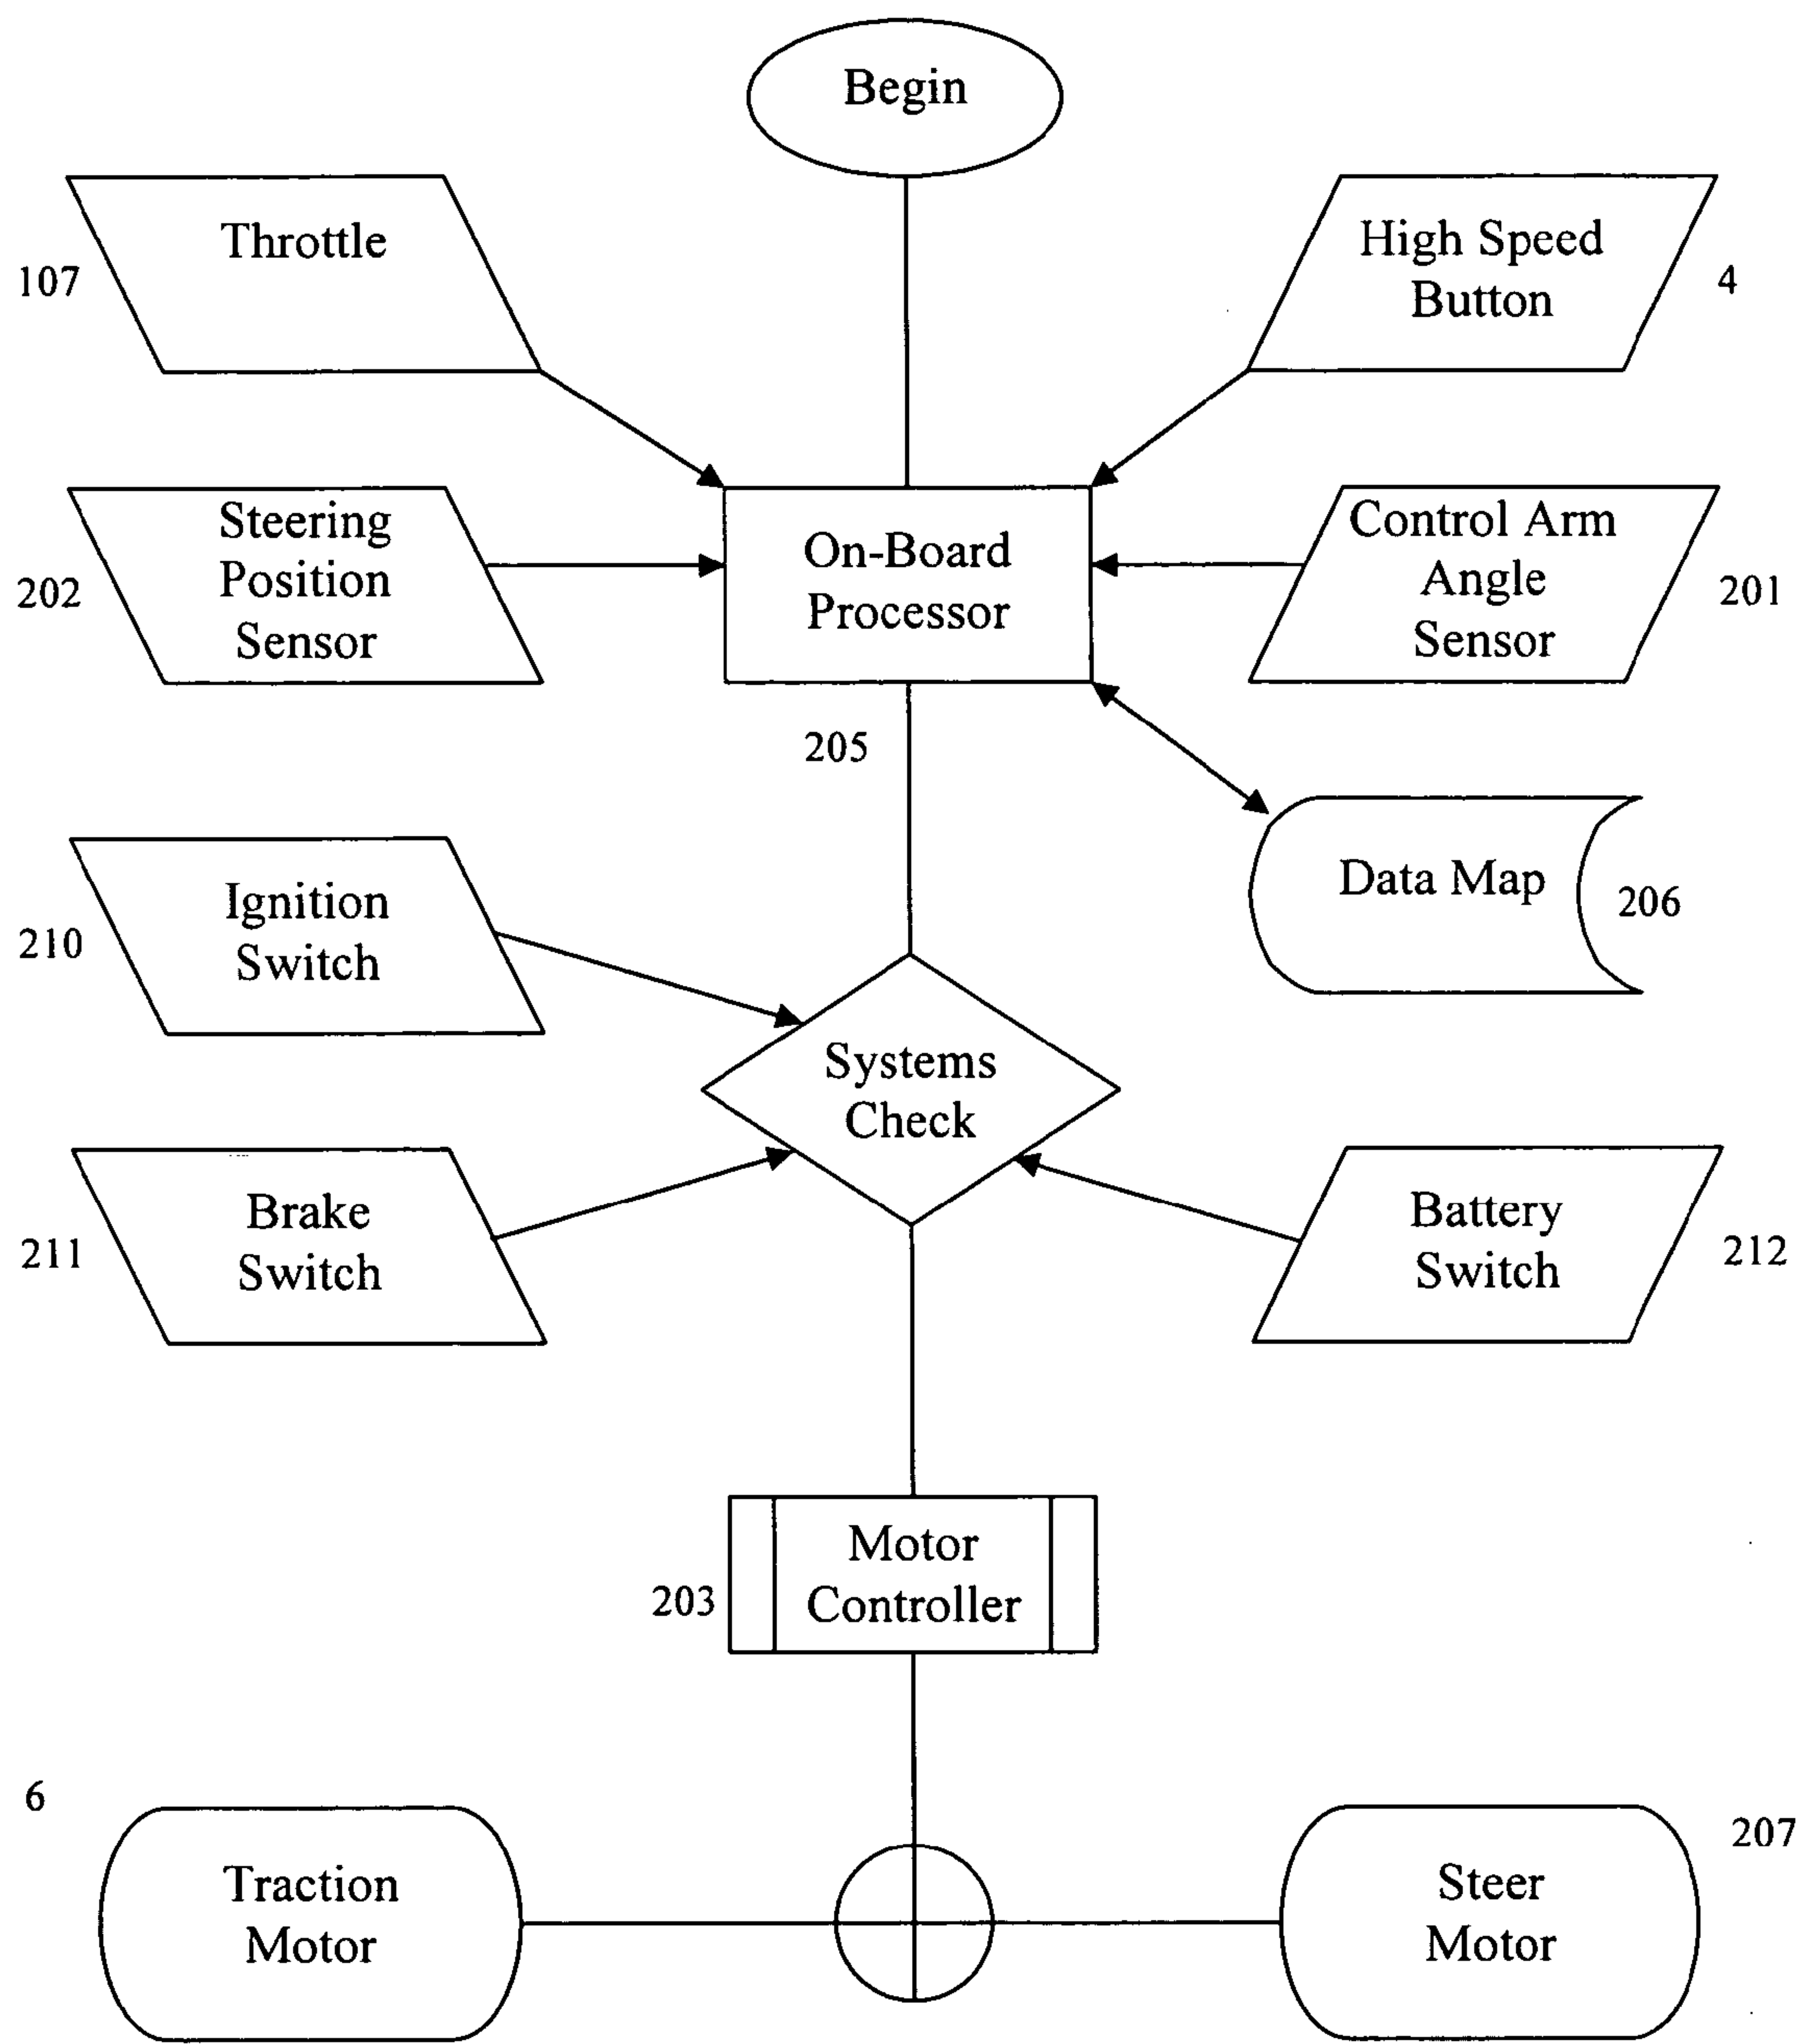 Begin
Throttle
107
High Speed
Button
4
Steering
Position
Sensor
202
On-Board
Processor
205
Control Arm
Angle
Sensor
201
Data Map
206
Ignition
Switch
210
Systems
Check
Brake
Switch
211
Battery
Switch
212
Motor
Controller
203
6
Traction
Motor
Steer
Motor
207